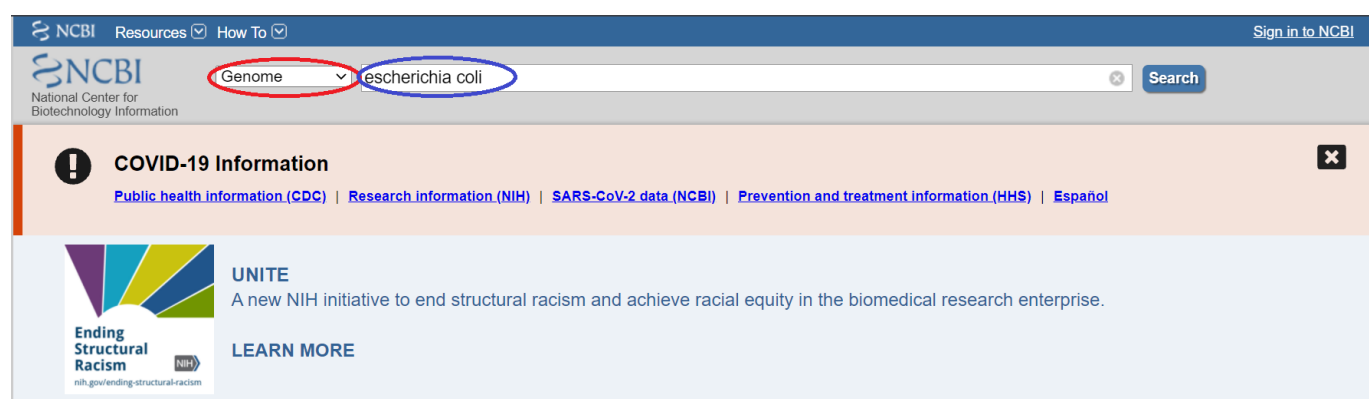 NCBI Resources How To Sign in to NCBI
NCBI
National Center for
Biotechnology Information
Genome escherichia coli Search
COVID-19 Information
Public health information (CDC) | Research information (NIH) | SARS-CoV-2 data (NCBI) | Prevention and treatment information (HHS) | Español
Ending
Structural
Racism
NIH
nih.gov/ending-structural-racism
UNITE
A new NIH initiative to end structural racism and achieve racial equity in the biomedical research enterprise.
LEARN MORE